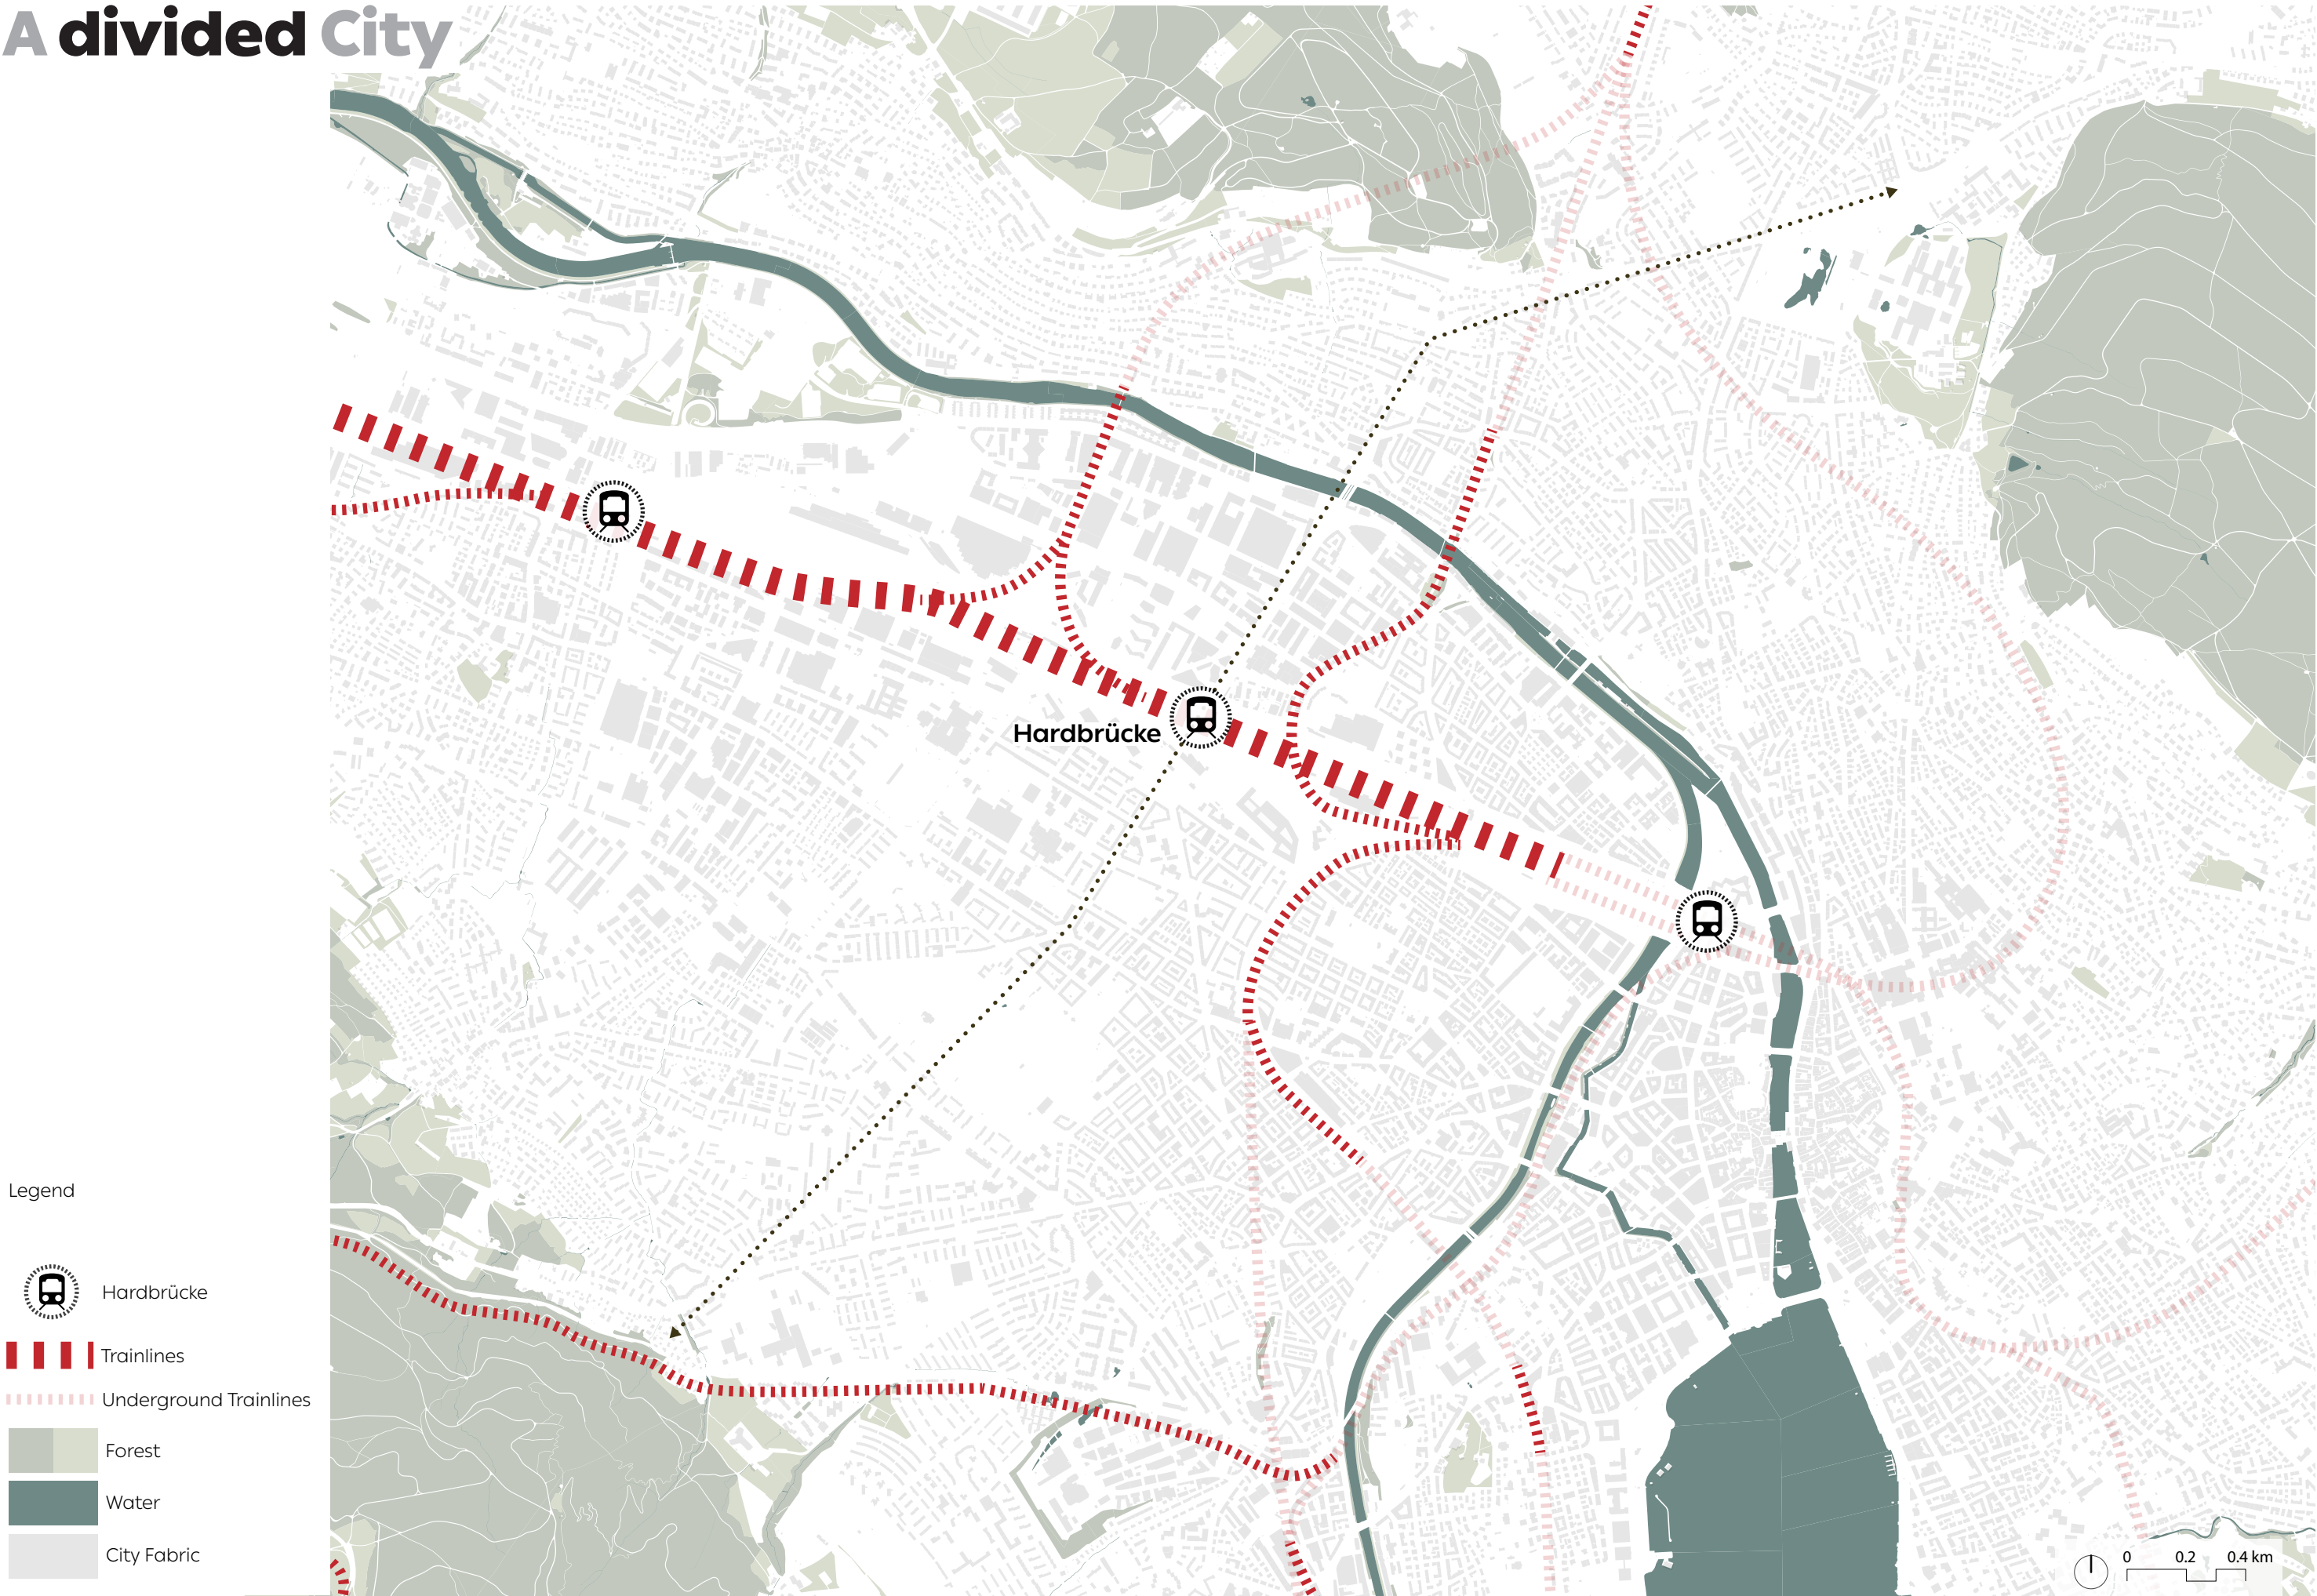 A divided City
Hardbrücke
Legend
Hardbrücke
Trainlines
Underground Trainlines
Forest
Water
City Fabric
0 0.2 0.4 km